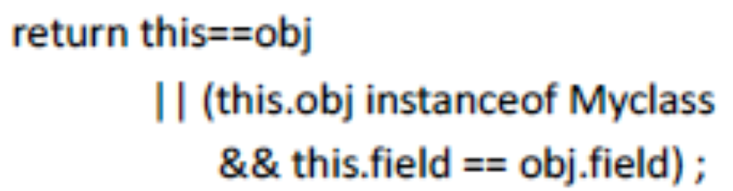 return this==obj
|| (this.obj instanceof Myclass
&& this.field == obj.field) ;